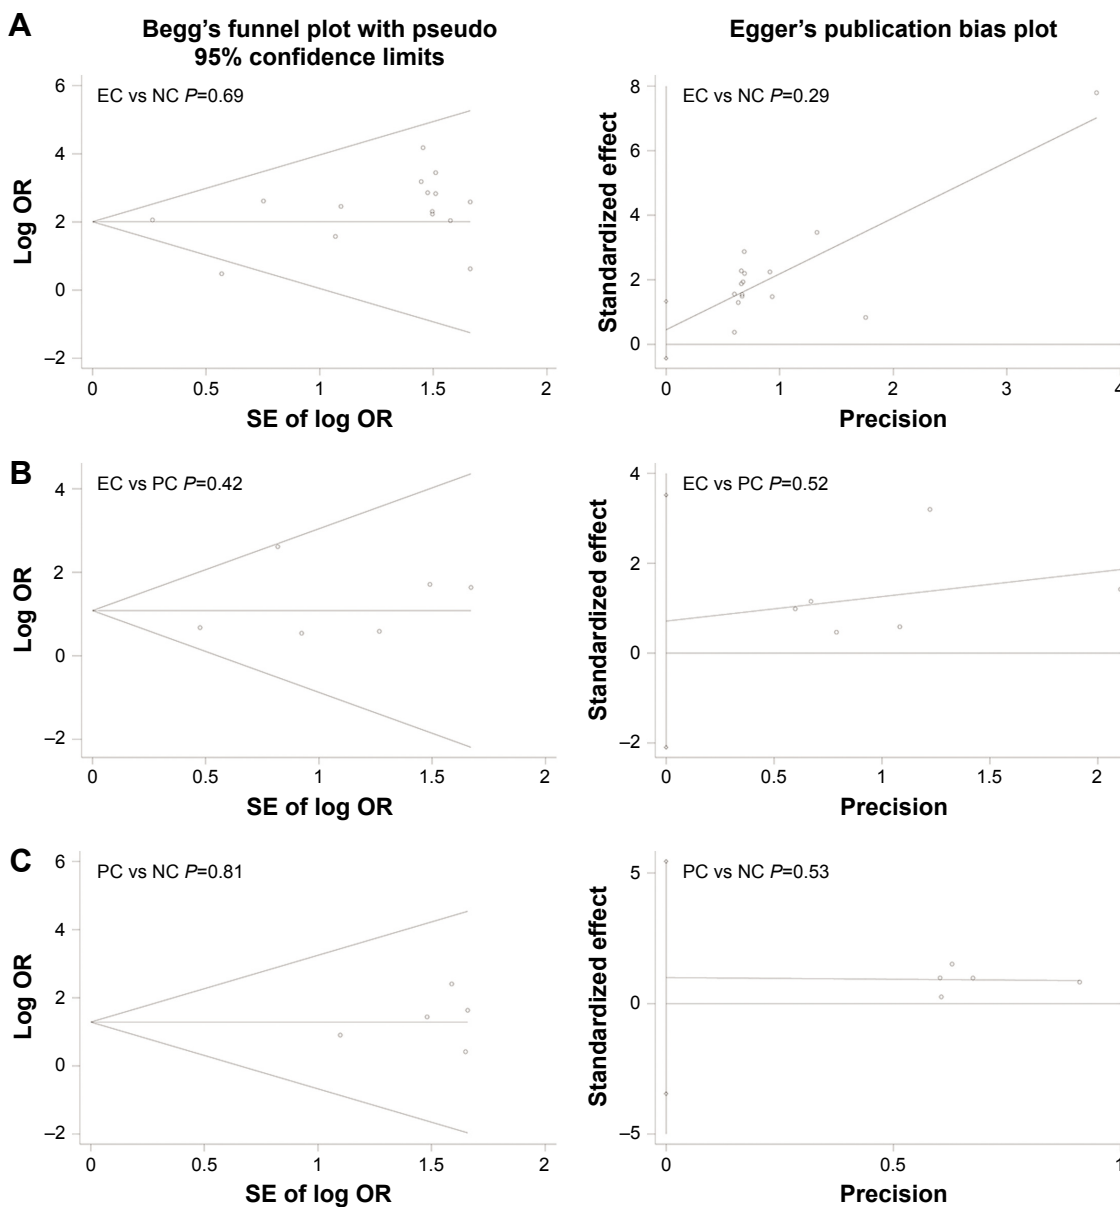 A
Begg's funnel plot with pseudo
95% confidence limits
Egger's publication bias plot
EC vs NC P=0.69
6
4
2
0
–2
Log OR
0 0.5 1 1.5 2
SE of log OR
EC vs NC P=0.29
8
6
4
2
0
Standardized effect
0 1 2 3 4
Precision
B
EC vs PC P=0.42
4
2
0
–2
Log OR
0 0.5 1 1.5 2
SE of log OR
EC vs PC P=0.52
4
2
0
–2
Standardized effect
0 0.5 1 1.5 2
Precision
C
PC vs NC P=0.81
6
4
2
0
–2
Log OR
0 0.5 1 1.5 2
SE of log OR
PC vs NC P=0.53
5
0
–5
Standardized effect
0 0.5 1
Precision